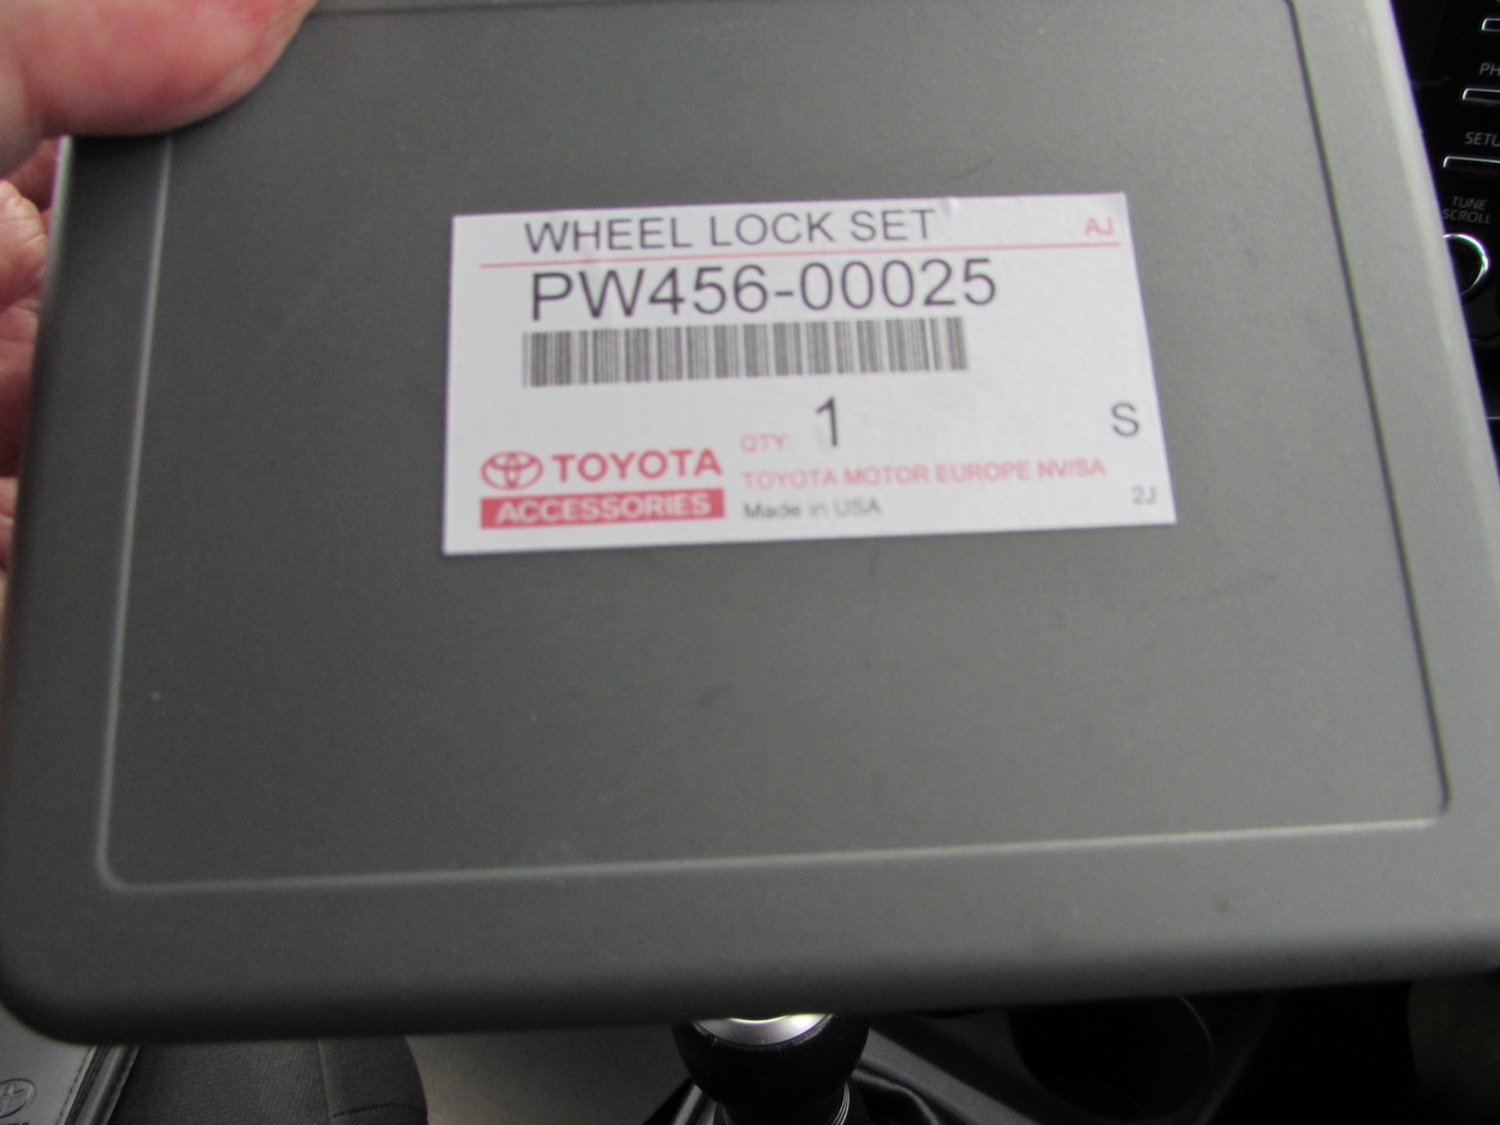 WHEEL LOCK SET AJ
PW456-00025
QTY: 1 S
TOYOTA
ACCESSORIES
TOYOTA MOTOR EUROPE NV/SA
Made in USA 2J
TUNE
SCROLL